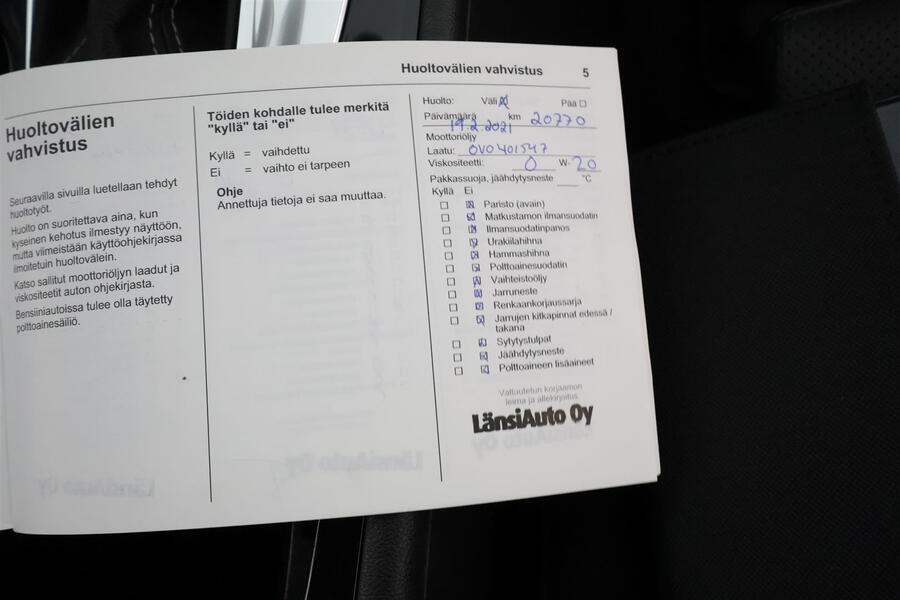 Huoltovälien vahvistus 5
Huoltovälien
vahvistus
Seuraavilla sivuilla luetellaan tehdyt
huoltotyöt.
Huolto on suoritettava aina, kun
kyseinen kehotus ilmestyy näyttöön,
mutta viimeistään käyttöohjekirjassa
ilmoitetuin huoltovälein.
Katso sallitut moottoriöljyn laadut ja
viskositeetit auton ohjekirjasta.
Bensiiniautoissa tulee olla täytetty
polttoainesäiliö.
Töiden kohdalle tulee merkitä
"kyllä" tai "ei"
Kyllä = vaihdettu
Ei = vaihto ei tarpeen
Ohje
Annettuja tietoja ei saa muuttaa.
Huolto: Väli ☒ Pää ☐
Päivämäärä 19.2.2021 km 20770
Moottoriöljy
Laatu: OVO401547
Viskositeetti: 0 W- 20
Pakkassuoja, jäähdytysneste ___ °C
Kyllä Ei
☐ ☒ Paristo (avain)
☐ ☒ Matkustamon ilmansuodatin
☐ ☒ Ilmansuodatinpanos
☐ ☒ Urakiilahihna
☐ ☒ Hammashihna
☐ ☒ Polttoainesuodatin
☐ ☒ Vaihteistoöljy
☐ ☒ Jarruneste
☐ ☒ Renkaankorjaussarja
☐ ☒ Jarrujen kitkapinnat edessä /
takana
☐ ☒ Sytytystulpat
☐ ☒ Jäähdytysneste
☐ ☒ Polttoaineen lisäaineet
Valtuutetun korjaamon
leima ja allekirjoitus
LänsiAuto Oy